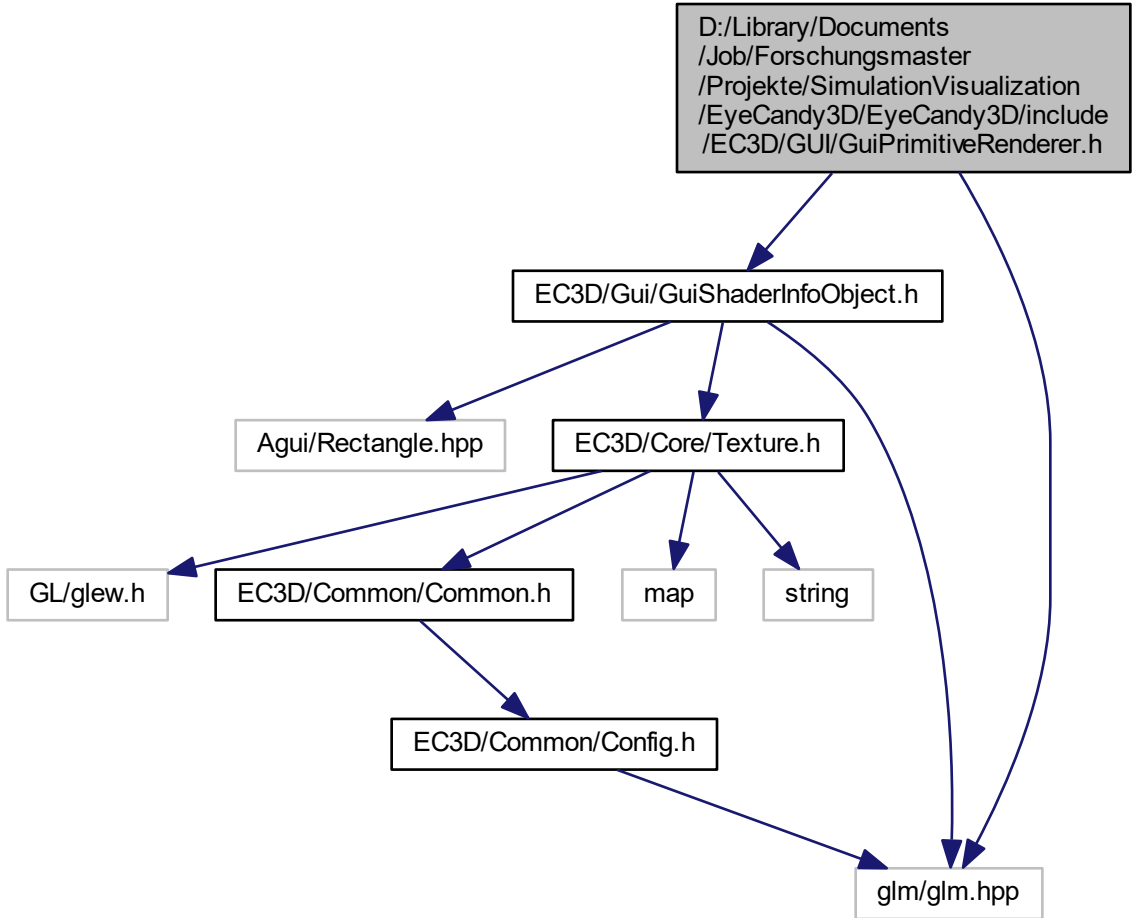 D:/Library/Documents
/Job/Forschungsmaster
/Projekte/SimulationVisualization
/EyeCandy3D/EyeCandy3D/include
/EC3D/GUI/GuiPrimitiveRenderer.h
EC3D/Gui/GuiShaderInfoObject.h
Agui/Rectangle.hpp
EC3D/Core/Texture.h
GL/glew.h
EC3D/Common/Common.h
map
string
EC3D/Common/Config.h
glm/glm.hpp